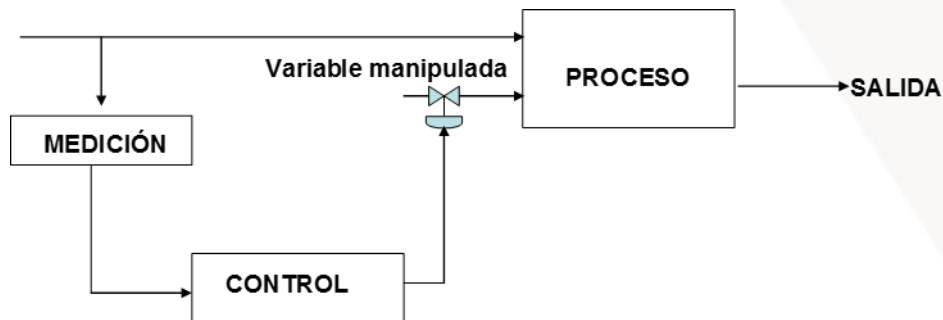 Variable manipulada
PROCESO
SALIDA
MEDICIÓN
CONTROL